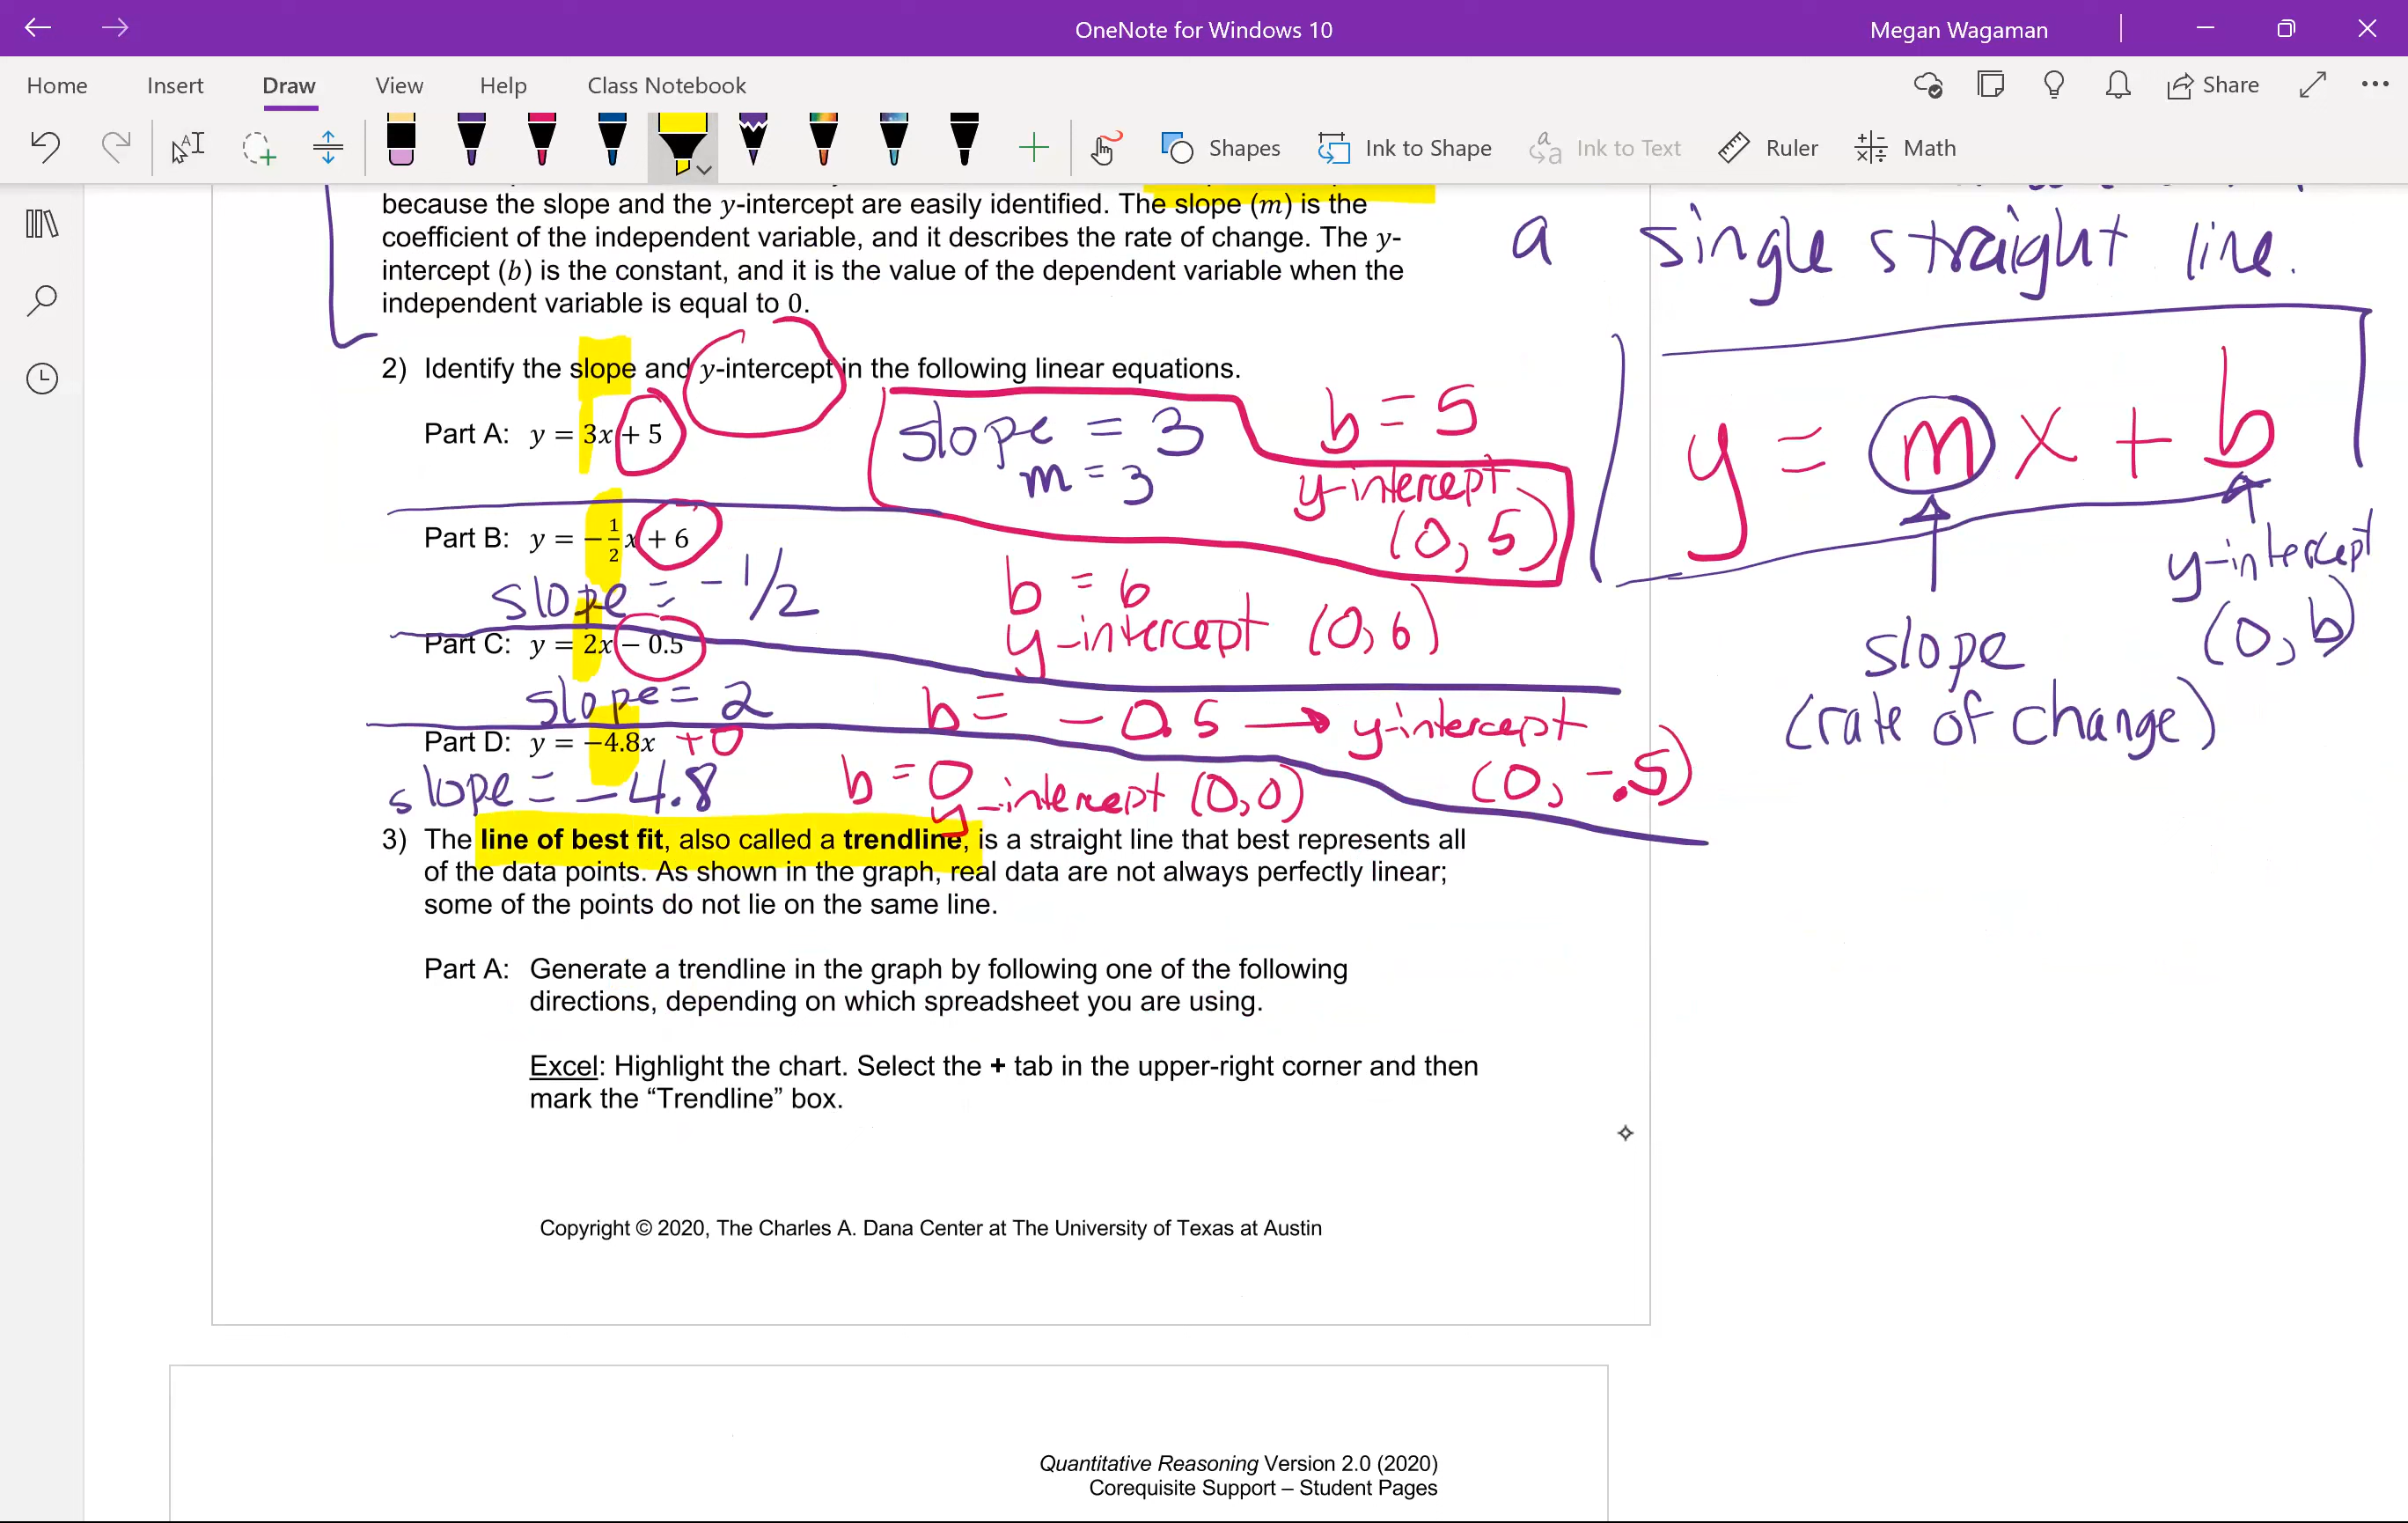 OneNote for Windows 10
Megan Wagaman
Home Insert Draw View Help Class Notebook
Share
Shapes Ink to Shape Ink to Text Ruler Math
because the slope and the y-intercept are easily identified. The slope (m) is the
coefficient of the independent variable, and it describes the rate of change. The y-
intercept (b) is the constant, and it is the value of the dependent variable when the
independent variable is equal to 0.
a single straight line.
2) Identify the slope and y-intercept in the following linear equations.
Part A: y = 3x + 5
slope = 3
m = 3
b = 5
y-intercept
(0, 5)
Part B: y = −1/2 x + 6
slope = - 1/2
b = 6
y-intercept (0, 6)
Part C: y = 2x − 0.5
slope = 2
b = - 0.5 → y-intercept
(0, -.5)
Part D: y = −4.8x + 0
slope = -4.8
b = 0
y-intercept (0,0)
y = mx + b
slope
(rate of change)
y-intercept
(0, b)
3) The line of best fit, also called a trendline, is a straight line that best represents all
of the data points. As shown in the graph, real data are not always perfectly linear;
some of the points do not lie on the same line.
Part A: Generate a trendline in the graph by following one of the following
directions, depending on which spreadsheet you are using.
Excel: Highlight the chart. Select the + tab in the upper-right corner and then
mark the “Trendline” box.
Copyright © 2020, The Charles A. Dana Center at The University of Texas at Austin
Quantitative Reasoning Version 2.0 (2020)
Corequisite Support – Student Pages